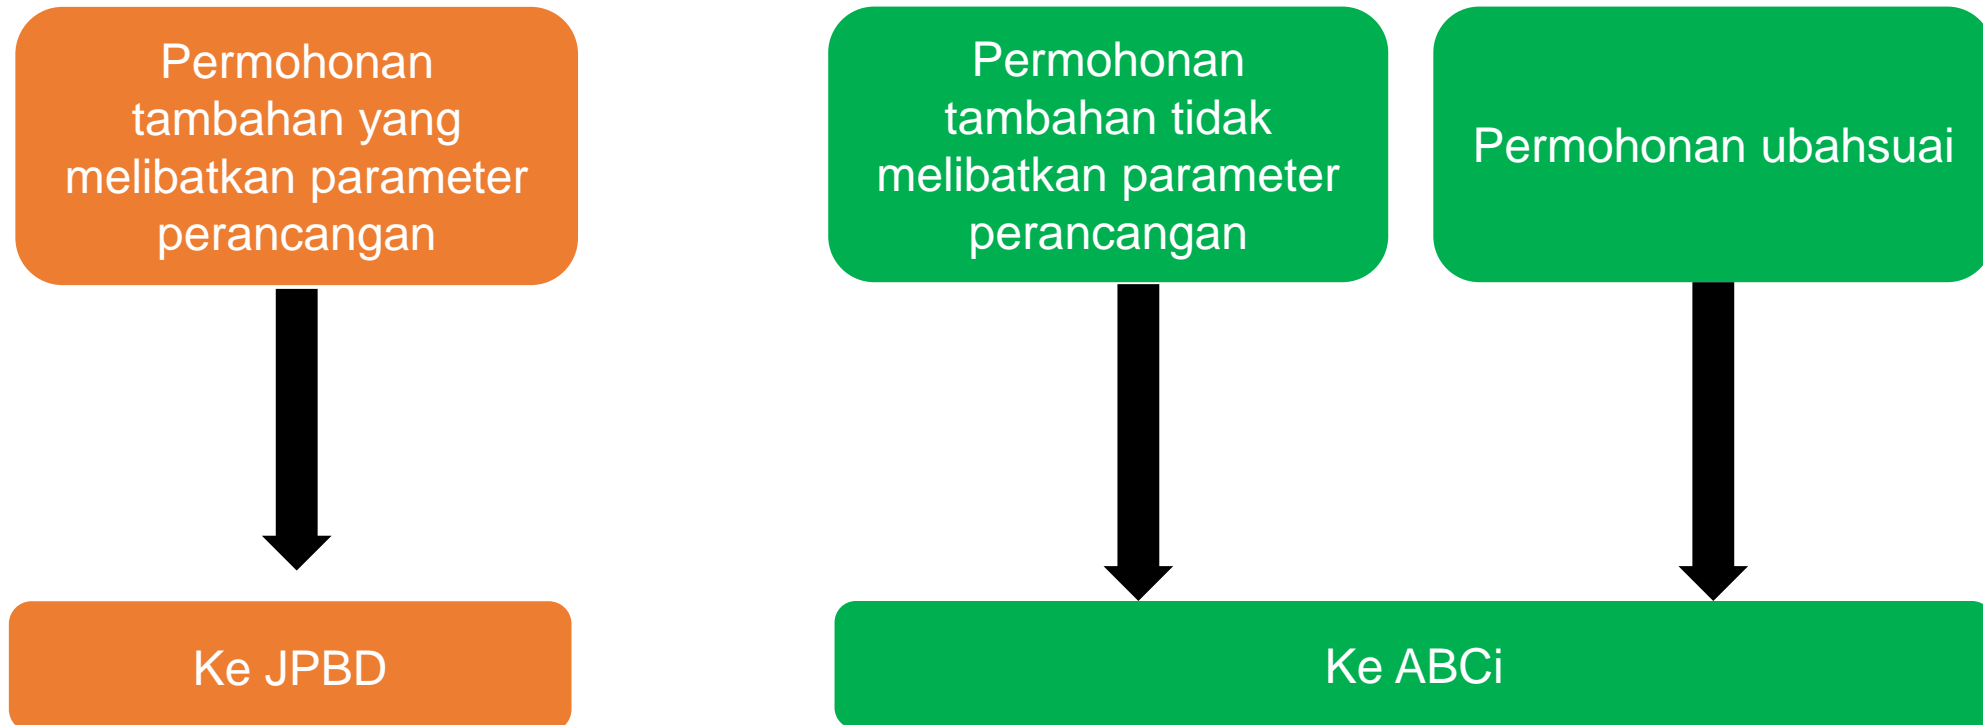 Permohonan
tambahan yang
melibatkan parameter
perancangan
Permohonan
tambahan tidak
melibatkan parameter
perancangan
Permohonan ubahsuai
Ke JPBD
Ke ABCi